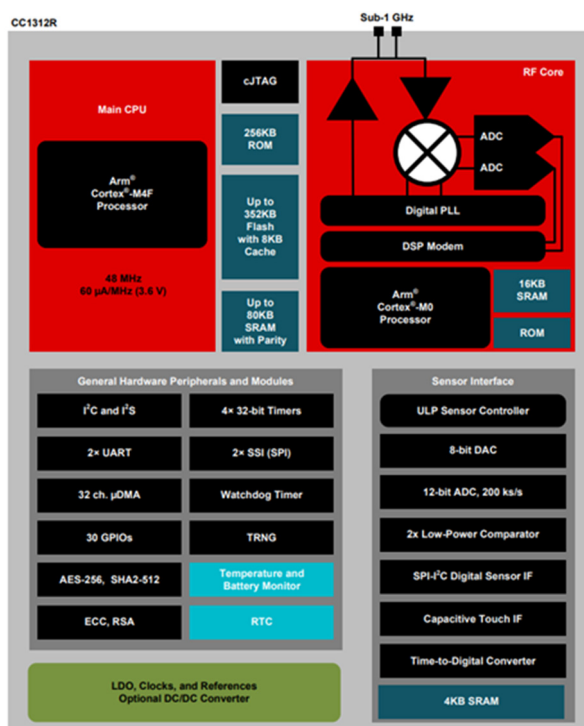 CC1312R
Sub-1 GHz
Main CPU
Arm®
Cortex®-M4F
Processor
48 MHz
60 µA/MHz (3.6 V)
cJTAG
256KB
ROM
Up to
352KB
Flash
with 8KB
Cache
Up to
80KB
SRAM
with Parity
RF Core
ADC
ADC
Digital PLL
DSP Modem
Arm®
Cortex®-M0
Processor
16KB
SRAM
ROM
General Hardware Peripherals and Modules
I²C and I²S
4× 32-bit Timers
2× UART
2× SSI (SPI)
32 ch. µDMA
Watchdog Timer
30 GPIOs
TRNG
AES-256, SHA2-512
Temperature and
Battery Monitor
ECC, RSA
RTC
LDO, Clocks, and References
Optional DC/DC Converter
Sensor Interface
ULP Sensor Controller
8-bit DAC
12-bit ADC, 200 ks/s
2x Low-Power Comparator
SPI-I²C Digital Sensor IF
Capacitive Touch IF
Time-to-Digital Converter
4KB SRAM